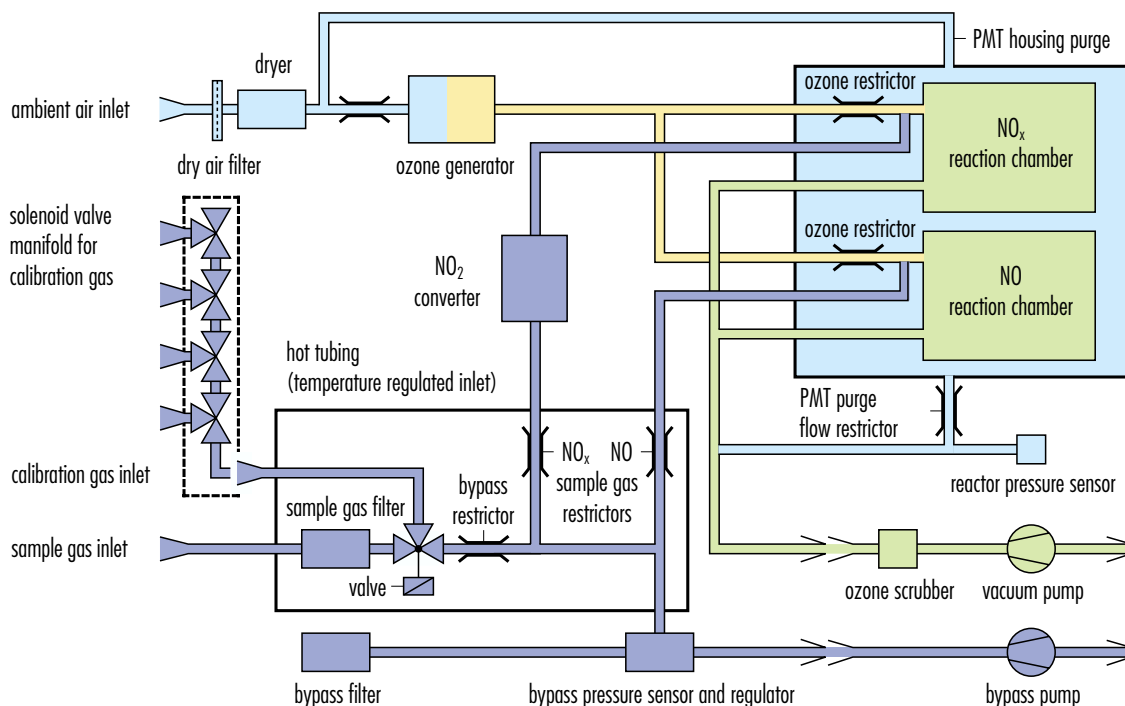 PMT housing purge
dryer
ozone restrictor
ambient air inlet
NOx
reaction chamber
dry air filter
ozone generator
solenoid valve
manifold for
calibration gas
ozone restrictor
NO2
converter
NO
reaction chamber
hot tubing
(temperature regulated inlet)
PMT purge
flow restrictor
calibration gas inlet
NOx NO
sample gas
restrictors
bypass
restrictor
reactor pressure sensor
sample gas filter
sample gas inlet
valve
ozone scrubber
vacuum pump
bypass filter
bypass pressure sensor and regulator
bypass pump